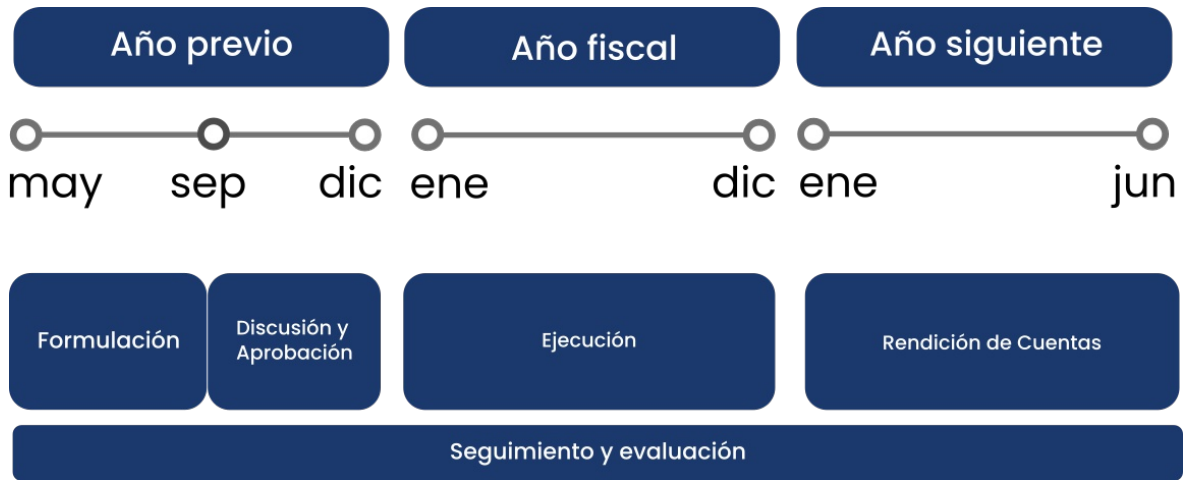 Año previo
Año fiscal
Año siguiente
may sep dic ene dic ene jun
Formulación
Discusión y
Aprobación
Ejecución
Rendición de Cuentas
Seguimiento y evaluación